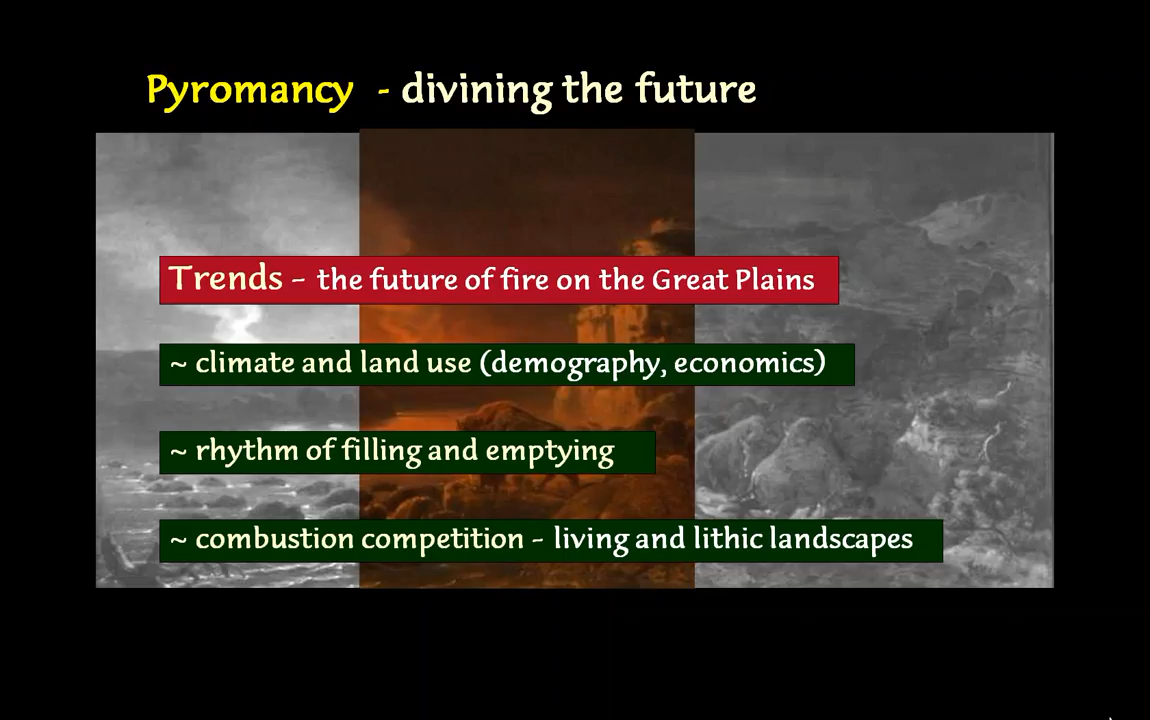 Pyromancy - divining the future
Trends - the future of fire on the Great Plains
~ climate and land use (demography, economics)
~ rhythm of filling and emptying
~ combustion competition - living and lithic landscapes